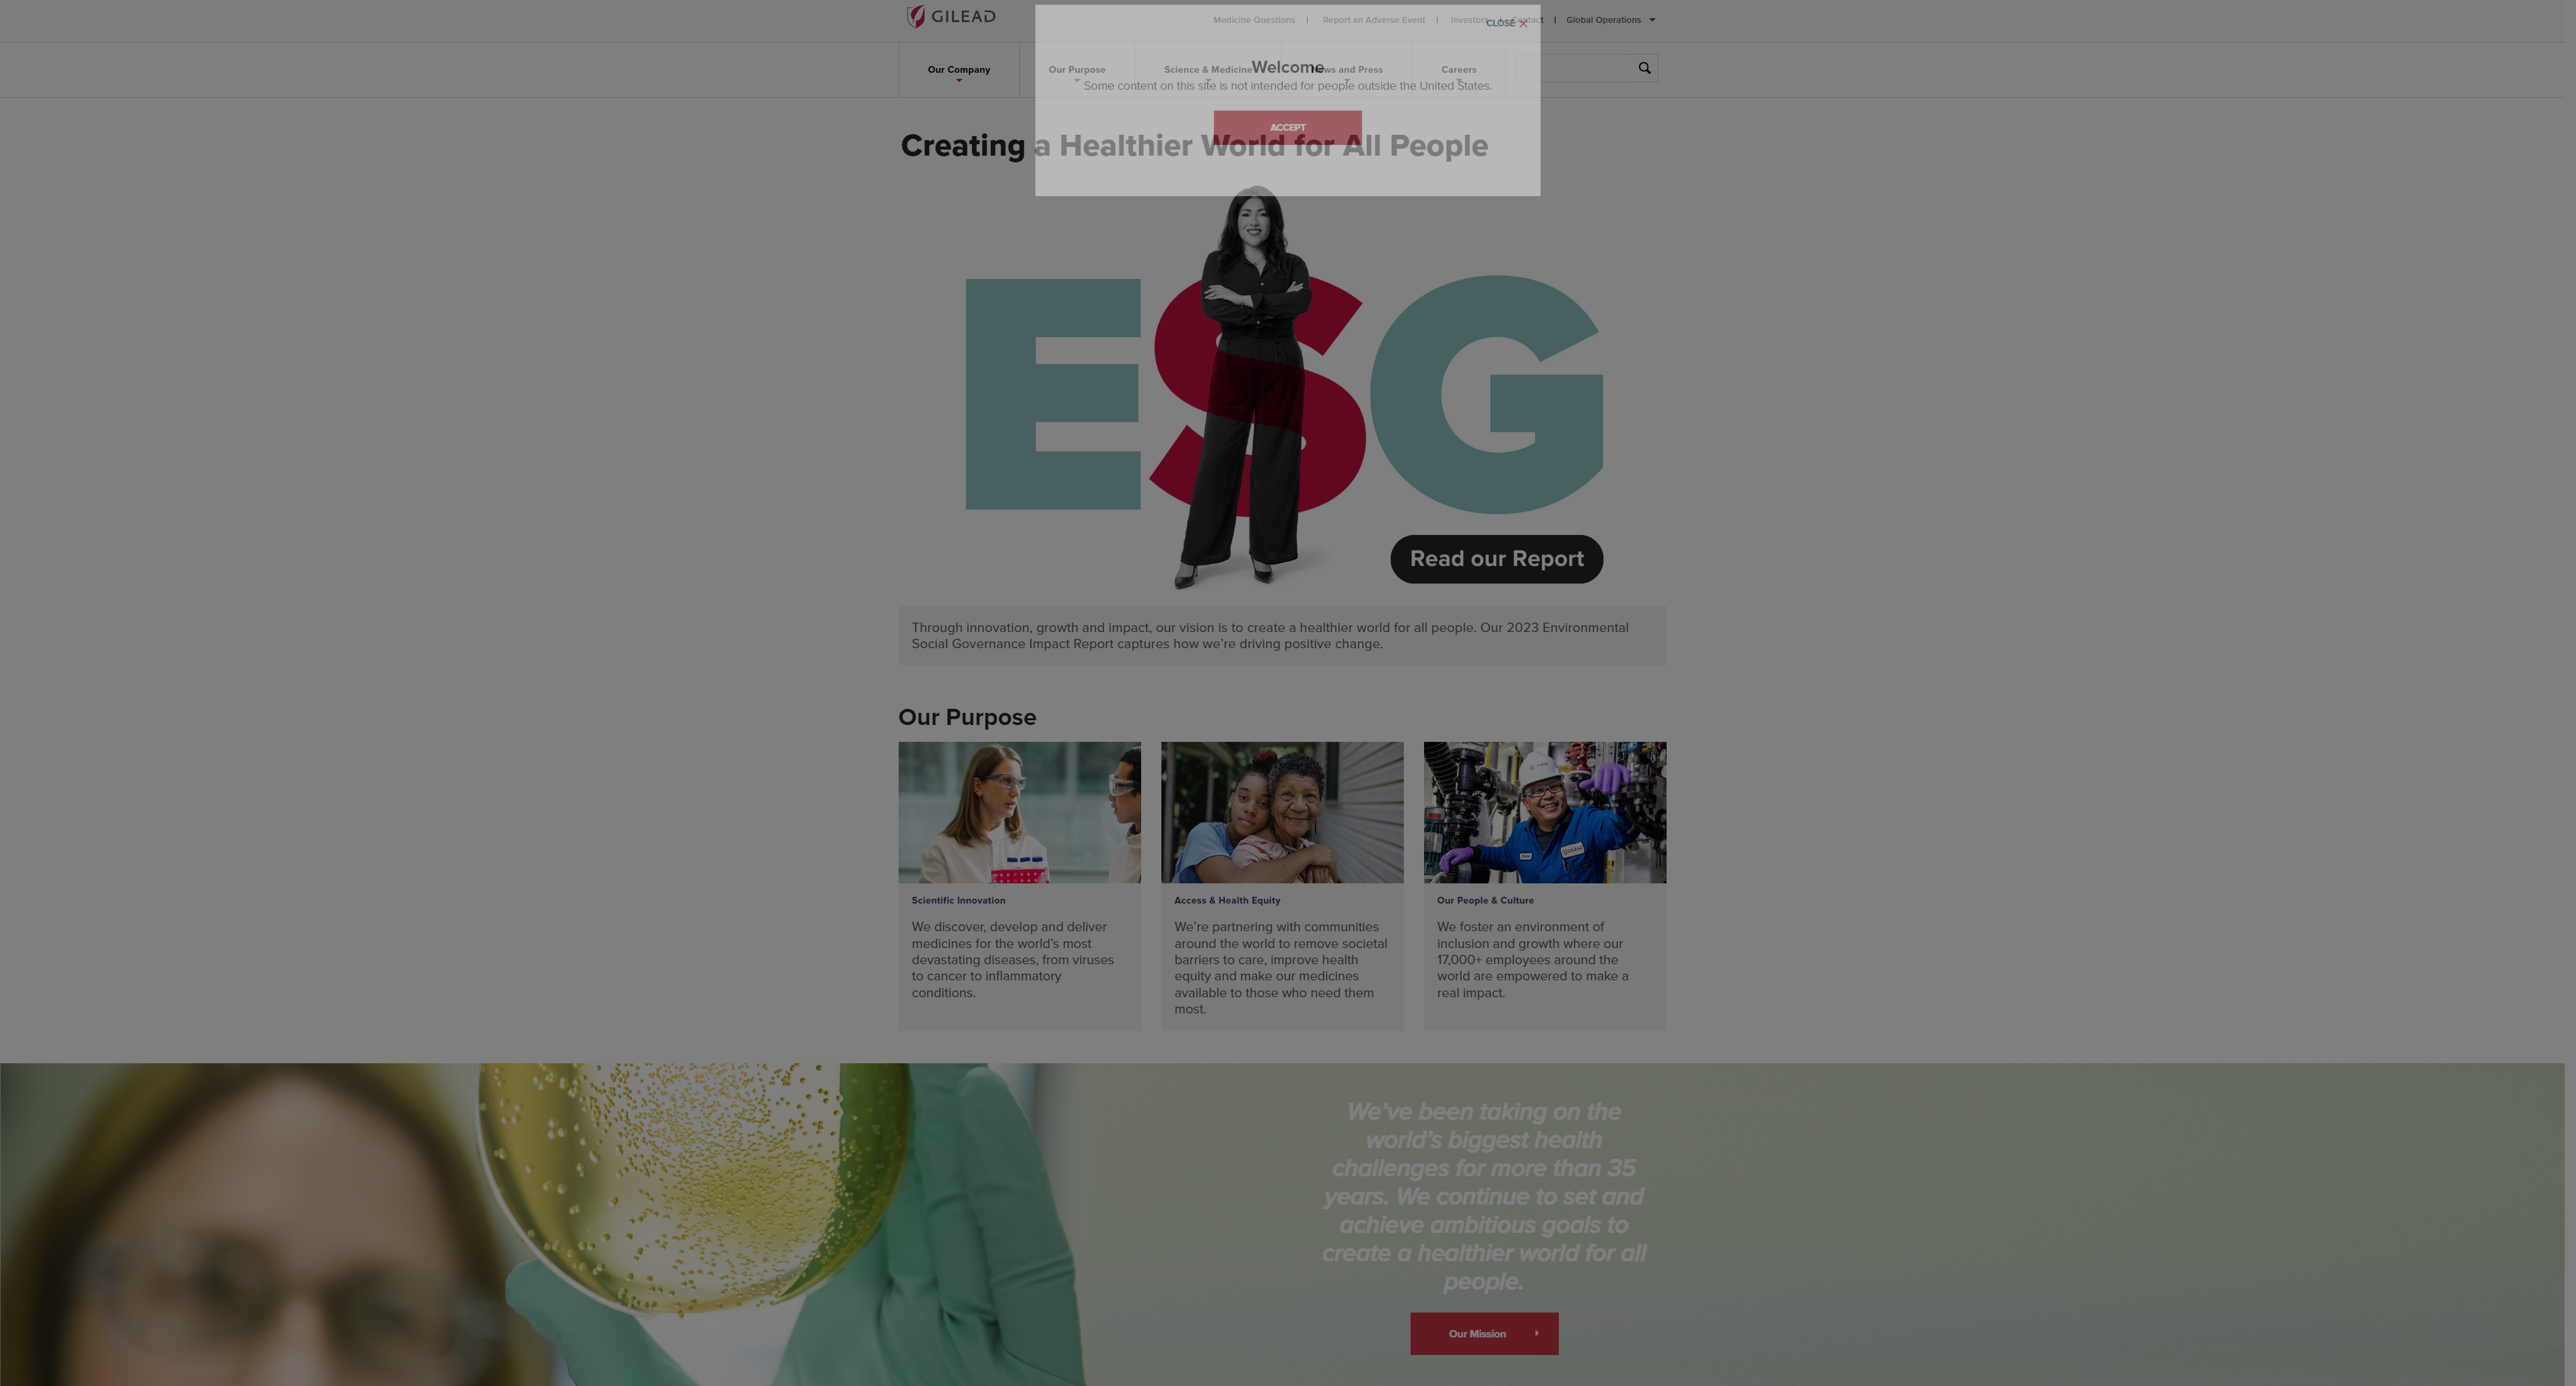 GILEAD
Medicine Questions | Report an Adverse Event | Investors | Contact | Global Operations
CLOSE
Our Company
Our Purpose
Science & Medicine
News and Press
Careers
Welcome
Some content on this site is not intended for people outside the United States.
ACCEPT
Creating a Healthier World for All People
ESG
Read our Report
Through innovation, growth and impact, our vision is to create a healthier world for all people. Our 2023 Environmental
Social Governance Impact Report captures how we're driving positive change.
Our Purpose
GILEAD
Scientific Innovation
We discover, develop and deliver
medicines for the world's most
devastating diseases, from viruses
to cancer to inflammatory
conditions.
Access & Health Equity
We're partnering with communities
around the world to remove societal
barriers to care, improve health
equity and make our medicines
available to those who need them
most.
Our People & Culture
We foster an environment of
inclusion and growth where our
17,000+ employees around the
world are empowered to make a
real impact.
We've been taking on the
world's biggest health
challenges for more than 35
years. We continue to set and
achieve ambitious goals to
create a healthier world for all
people.
Our Mission